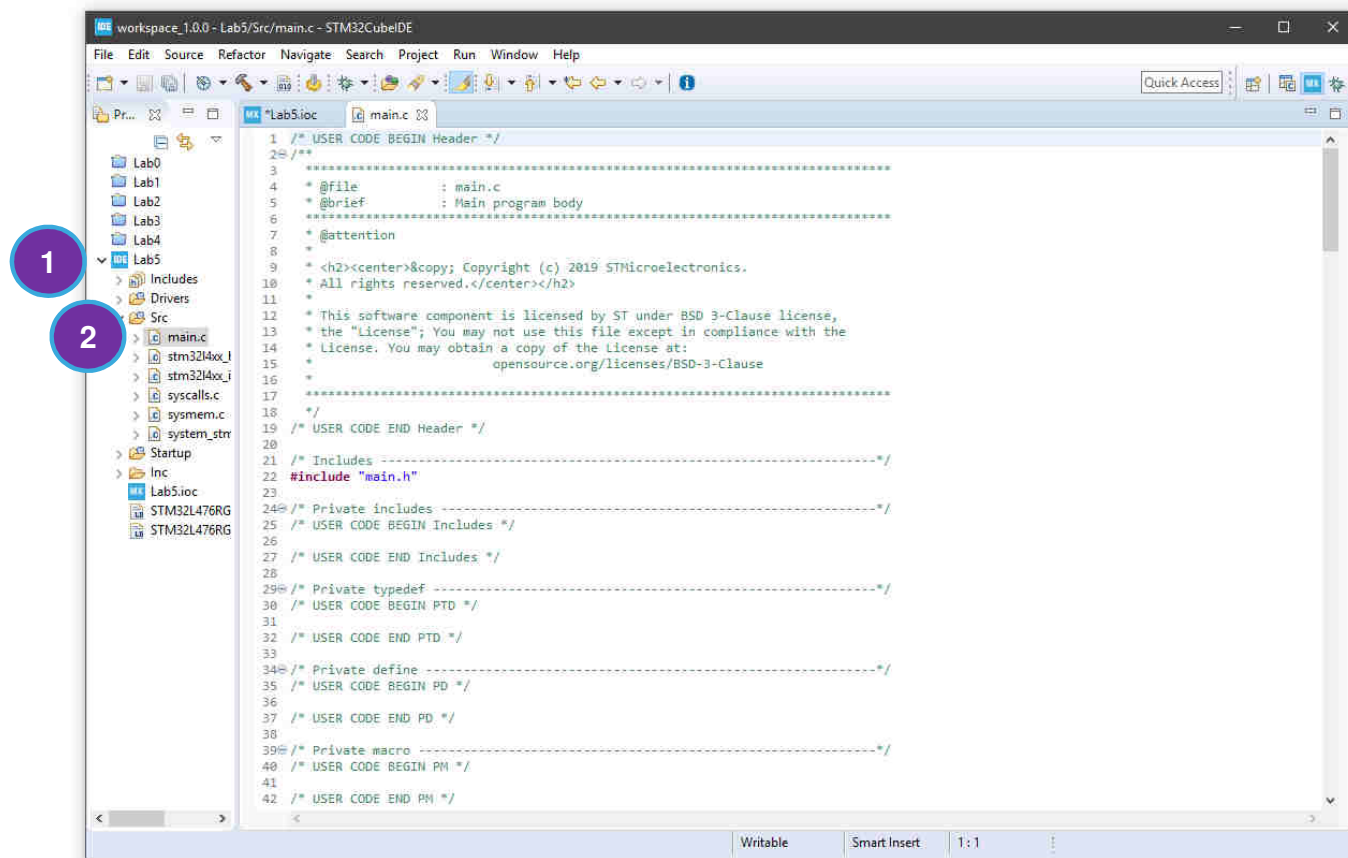 IDE workspace_1.0.0 - Lab5/Src/main.c - STM32CubeIDE
File Edit Source Refactor Navigate Search Project Run Window Help
Quick Access
Pr...
MX *Lab5.ioc
main.c
Lab0
Lab1
Lab2
Lab3
Lab4
1
IDE Lab5
Includes
Drivers
Src
2
main.c
stm32l4xx_h
stm32l4xx_i
syscalls.c
sysmem.c
system_stm
Startup
Inc
MX Lab5.ioc
STM32L476RG
STM32L476RG
1 /* USER CODE BEGIN Header */
2 /**
3 ******************************************************************************
4 * @file : main.c
5 * @brief : Main program body
6 ******************************************************************************
7 * @attention
8 *
9 * <h2><center>&copy; Copyright (c) 2019 STMicroelectronics.
10 * All rights reserved.</center></h2>
11 *
12 * This software component is licensed by ST under BSD 3-Clause license,
13 * the "License"; You may not use this file except in compliance with the
14 * License. You may obtain a copy of the License at:
15 * opensource.org/licenses/BSD-3-Clause
16 *
17 ******************************************************************************
18 */
19 /* USER CODE END Header */
20
21 /* Includes ------------------------------------------------------------------*/
22 #include "main.h"
23
24 /* Private includes ----------------------------------------------------------*/
25 /* USER CODE BEGIN Includes */
26
27 /* USER CODE END Includes */
28
29 /* Private typedef -----------------------------------------------------------*/
30 /* USER CODE BEGIN PTD */
31
32 /* USER CODE END PTD */
33
34 /* Private define ------------------------------------------------------------*/
35 /* USER CODE BEGIN PD */
36
37 /* USER CODE END PD */
38
39 /* Private macro -------------------------------------------------------------*/
40 /* USER CODE BEGIN PM */
41
42 /* USER CODE END PM */
Writable Smart Insert 1 : 1